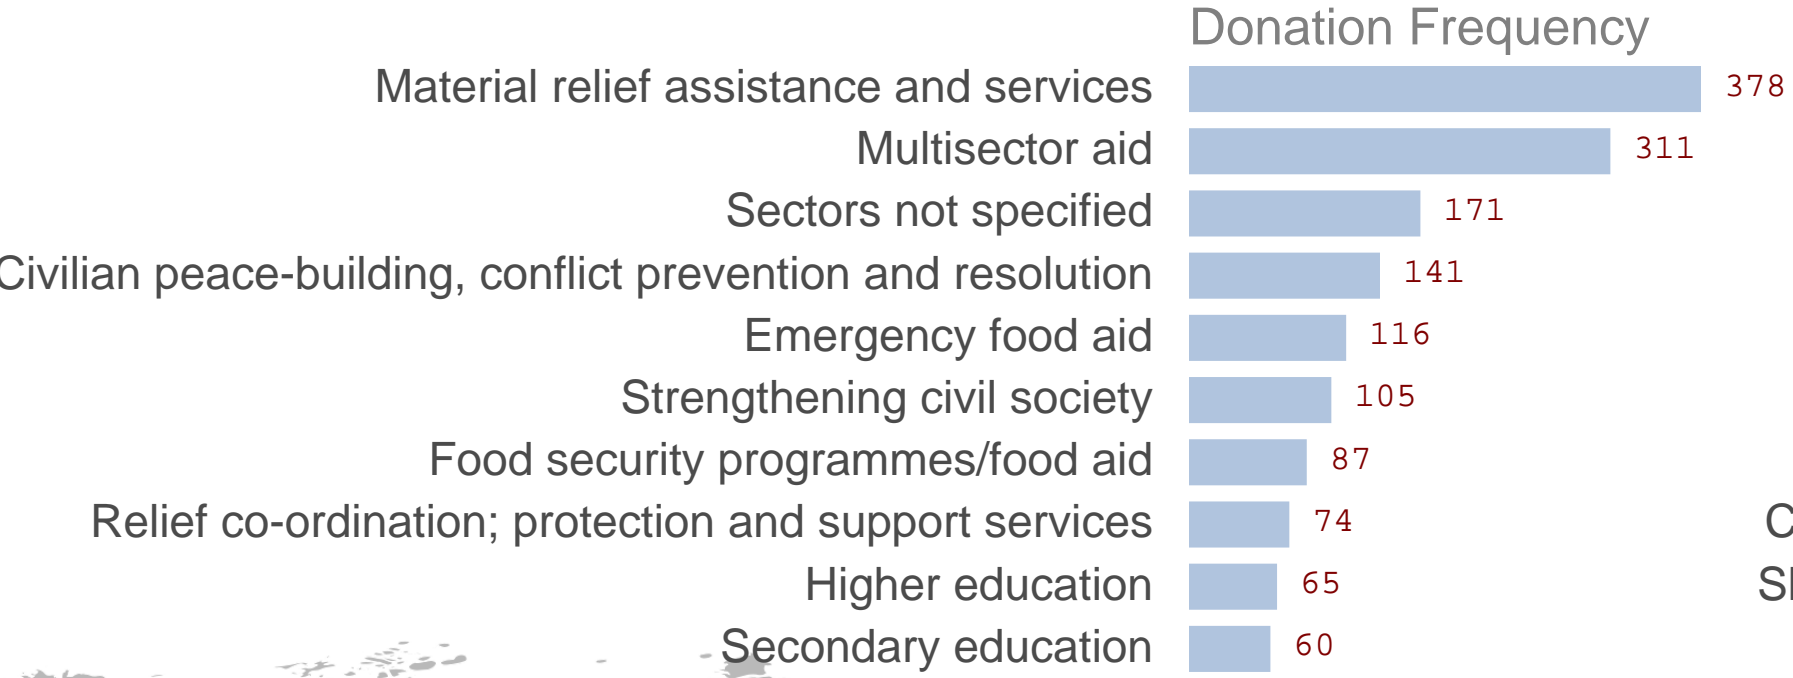 Donation Frequency
Material relief assistance and services 378
Multisector aid 311
Sectors not specified 171
Civilian peace-building, conflict prevention and resolution 141
Emergency food aid 116
Strengthening civil society 105
Food security programmes/food aid 87
Relief co-ordination; protection and support services 74
Higher education 65
Secondary education 60